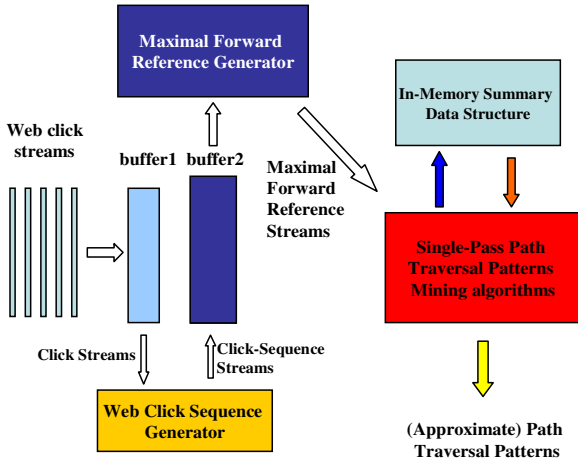 Maximal Forward
Reference Generator
In-Memory Summary
Data Structure
Web click
streams
buffer1
buffer2
Maximal
Forward
Reference
Streams
Single-Pass Path
Traversal Patterns
Mining algorithms
Click Streams
Click-Sequence
Streams
Web Click Sequence
Generator
(Approximate) Path
Traversal Patterns